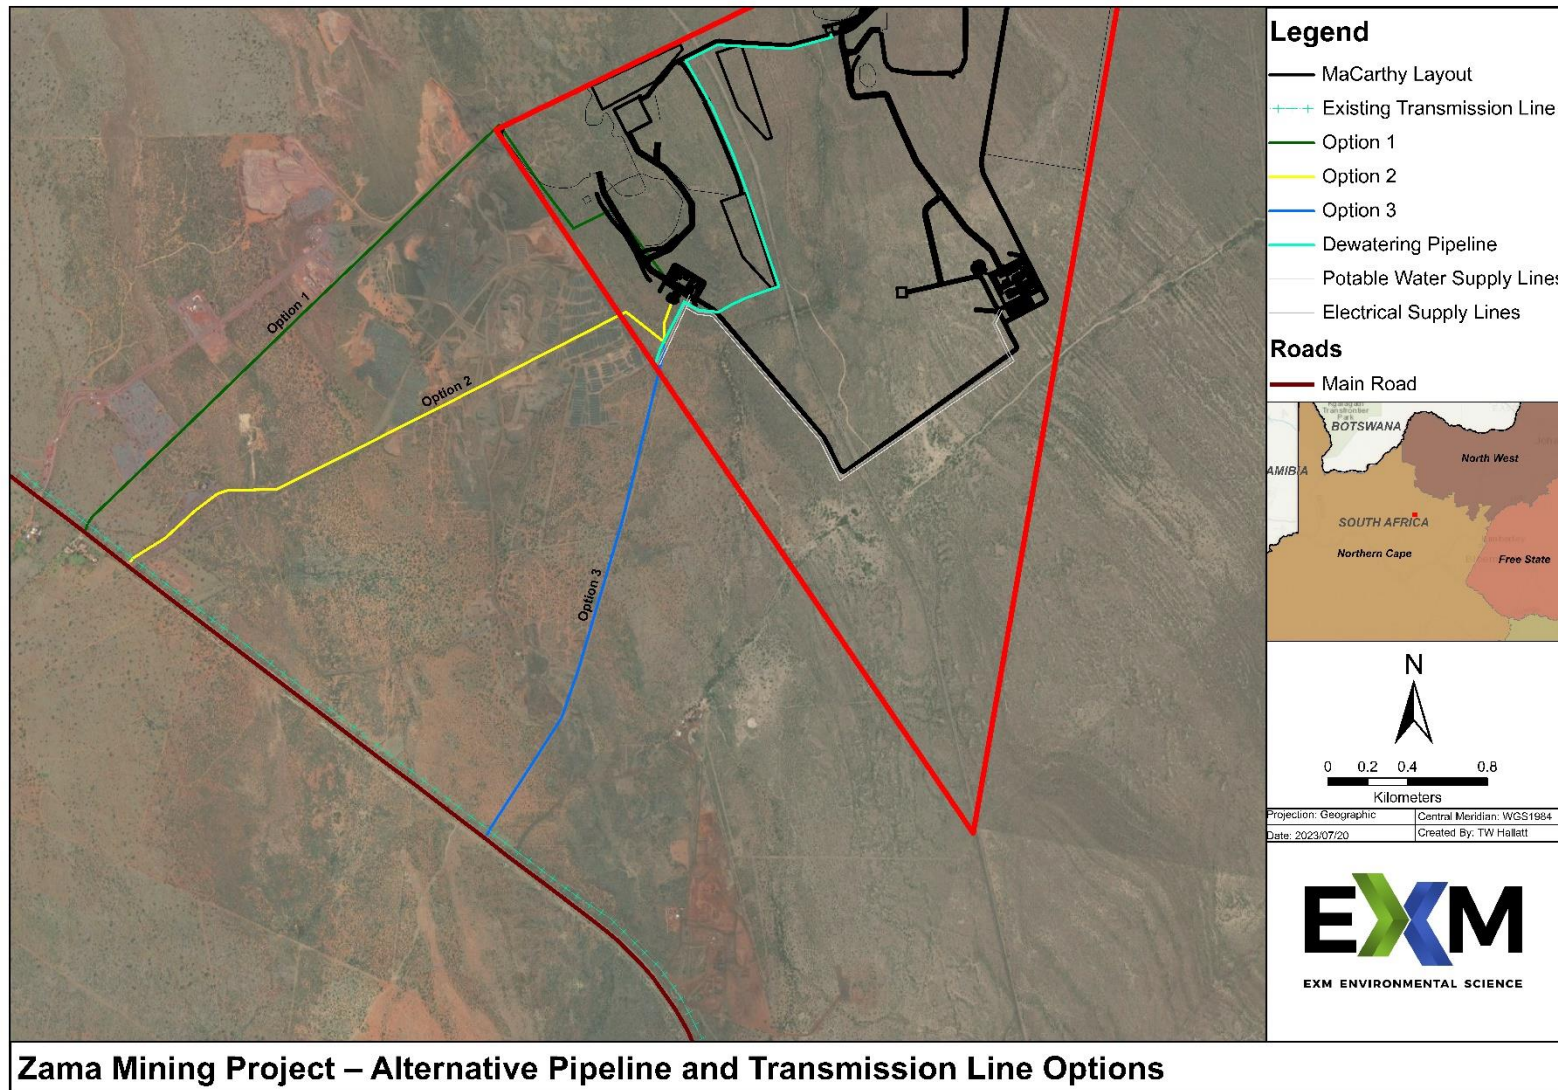 Legend
MaCarthy Layout
Existing Transmission Line
Option 1
Option 2
Option 3
Dewatering Pipeline
Potable Water Supply Lines
Electrical Supply Lines
Roads
Main Road
Option 1
Option 2
Option 3
Transfrontier
Park
BOTSWANA
North West
AMIBIA
SOUTH AFRICA
Northern Cape
Free State
N
0 0.2 0.4 0.8
Kilometers
Projection: Geographic
Central Meridian: WGS1984
Date: 2023/07/20
Created By: TW Hallatt
EXM
EXM ENVIRONMENTAL SCIENCE
Zama Mining Project – Alternative Pipeline and Transmission Line Options